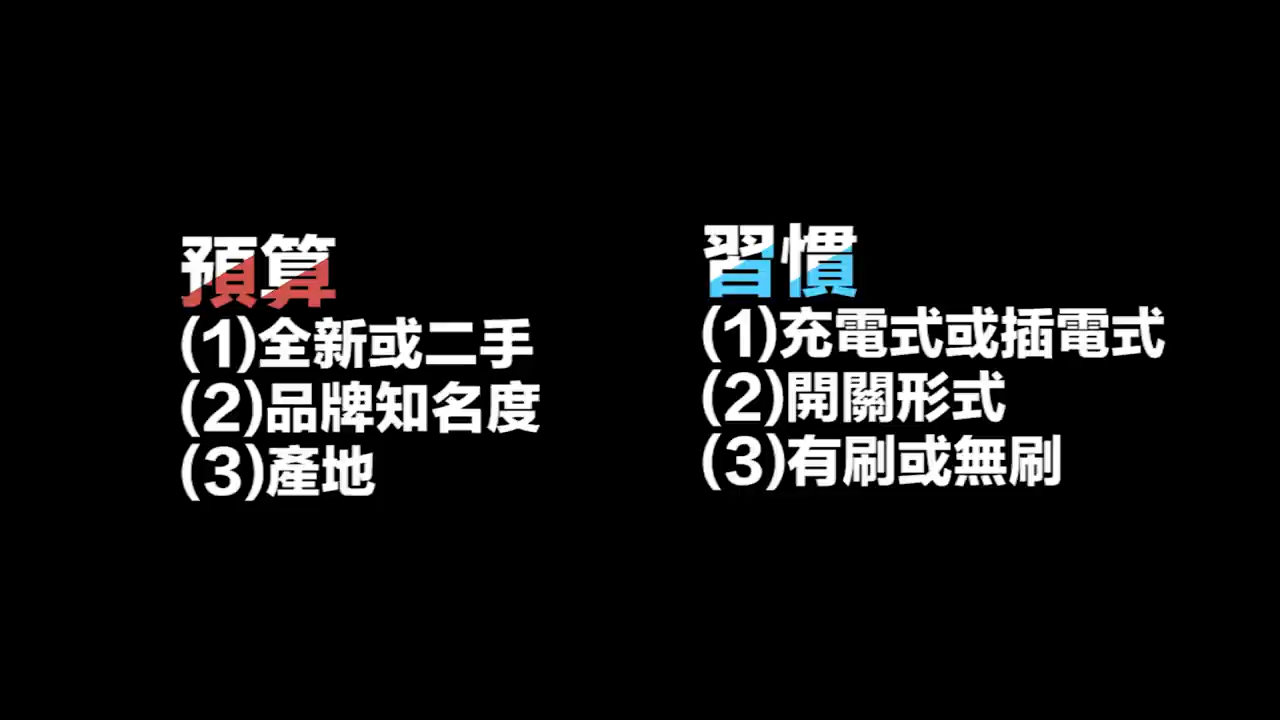 預算
(1)全新或二手
(2)品牌知名度
(3)產地
習慣
(1)充電式或插電式
(2)開關形式
(3)有刷或無刷